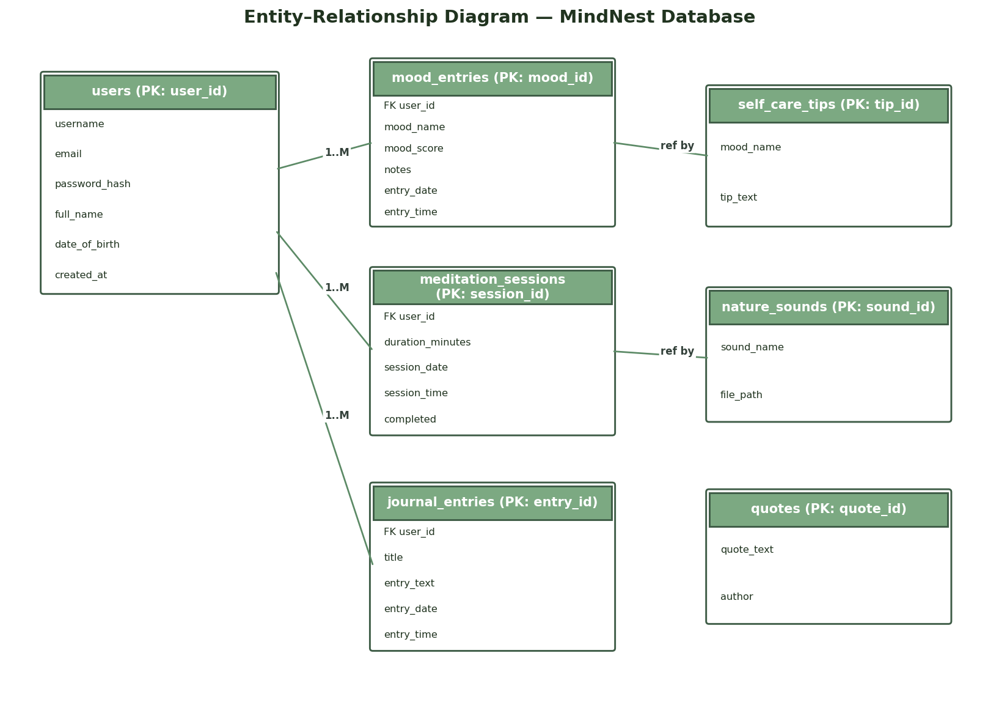 Entity–Relationship Diagram — MindNest Database
users (PK: user_id)
username
email
password_hash
full_name
date_of_birth
created_at
1..M
1..M
1..M
mood_entries (PK: mood_id)
FK user_id
mood_name
mood_score
notes
entry_date
entry_time
ref by
self_care_tips (PK: tip_id)
mood_name
tip_text
meditation_sessions
(PK: session_id)
FK user_id
duration_minutes
session_date
session_time
completed
ref by
nature_sounds (PK: sound_id)
sound_name
file_path
journal_entries (PK: entry_id)
FK user_id
title
entry_text
entry_date
entry_time
quotes (PK: quote_id)
quote_text
author